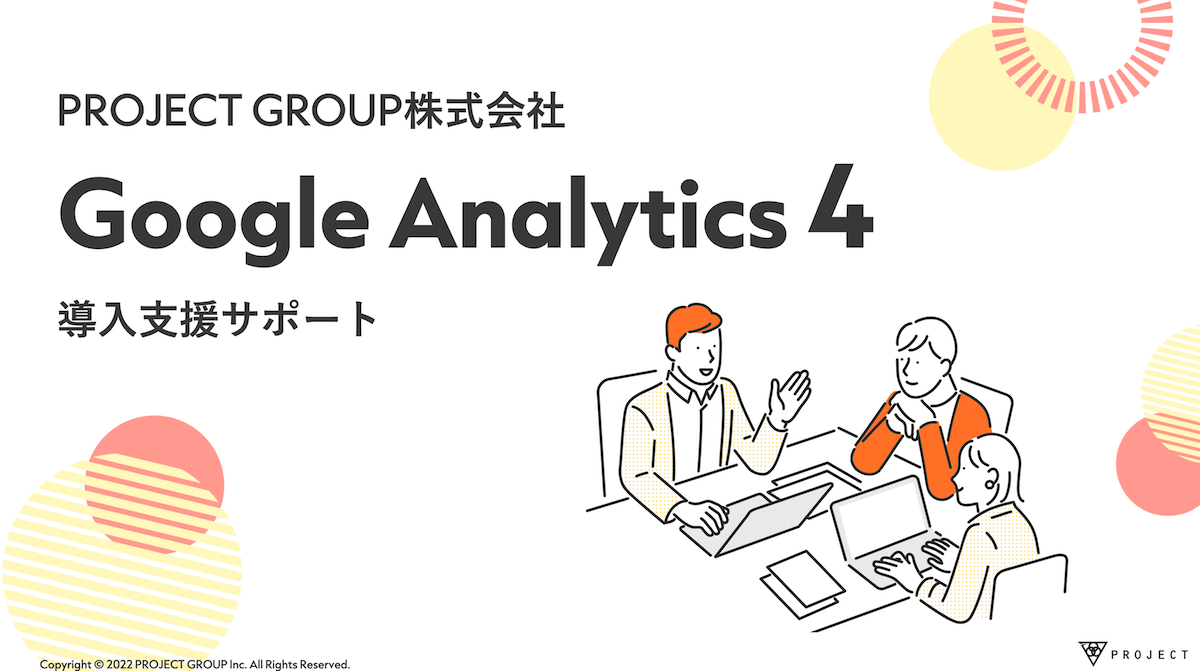 PROJECT GROUP株式会社
Google Analytics 4
導入支援サポート
Copyright © 2022 PROJECT GROUP Inc. All Rights Reserved.
PROJECT